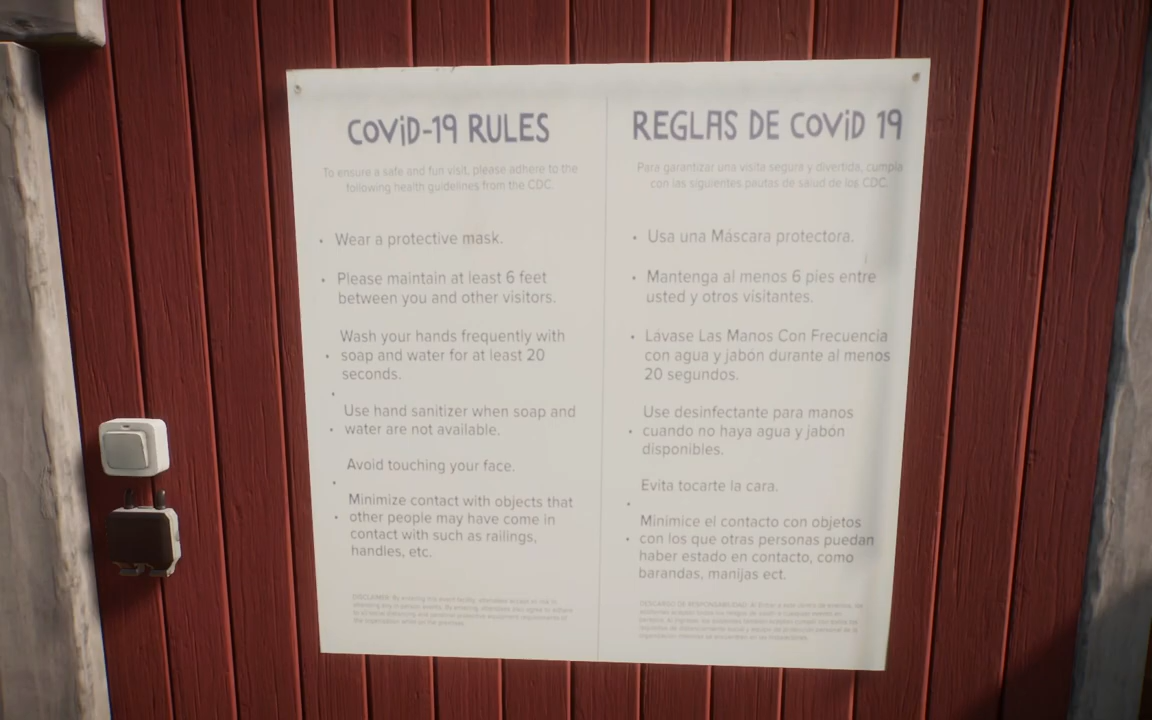 COViD-19 RULES
To ensure a safe and fun visit, please adhere to the
following health guidelines from the CDC.
• Wear a protective mask.
• Please maintain at least 6 feet
between you and other visitors.
Wash your hands frequently with
• soap and water for at least 20
seconds.
•
Use hand sanitizer when soap and
• water are not available.
Avoid touching your face.
•
Minimize contact with objects that
• other people may have come in
contact with such as railings,
handles, etc.
REGLAS DE COViD 19
Para garantizar una visita segura y divertida, cumpla
con las siguientes pautas de salud de los CDC.
• Usa una Máscara protectora.
• Mantenga al menos 6 pies entre
usted y otros visitantes.
• Lávase Las Manos Con Frecuencia
con agua y jabón durante al menos
20 segundos.
Use desinfectante para manos
• cuando no haya agua y jabón
disponibles.
Evita tocarte la cara.
•
Minimice el contacto con objetos
• con los que otras personas puedan
haber estado en contacto, como
barandas, manijas ect.